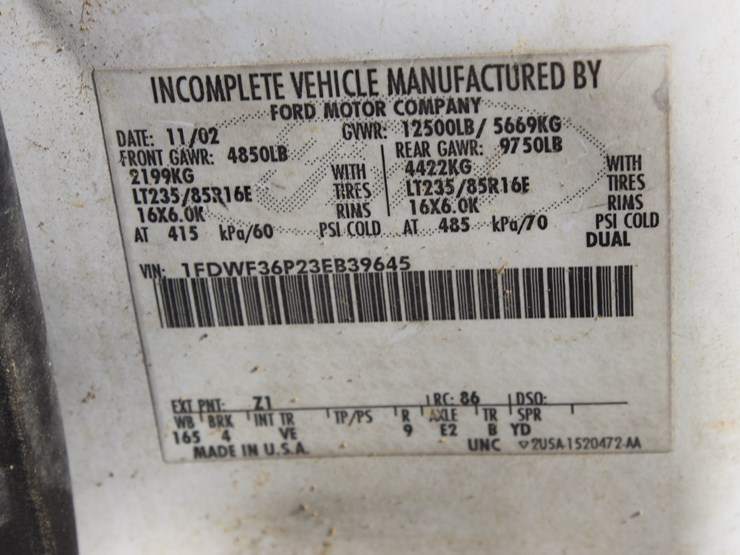 INCOMPLETE VEHICLE MANUFACTURED BY
FORD MOTOR COMPANY
DATE: 11/02 GVWR: 12500LB/ 5669KG
FRONT GAWR: 4850LB REAR GAWR: 9750LB
2199KG WITH 4422KG WITH
LT235/85R16E TIRES LT235/85R16E TIRES
16X6.0K RIMS 16X6.0K RIMS
AT 415 kPa/60 PSI COLD AT 485 kPa/70 PSI COLD
DUAL
VIN: 1FDWF36P23EB39645
EXT PNT: Z1 RC: 86 DSO:
WB BRK INT TR TP/PS R AXLE TR SPR
165 4 VE 9 E2 B YD
MADE IN U.S.A. UNC 2U5A-1520472-AA